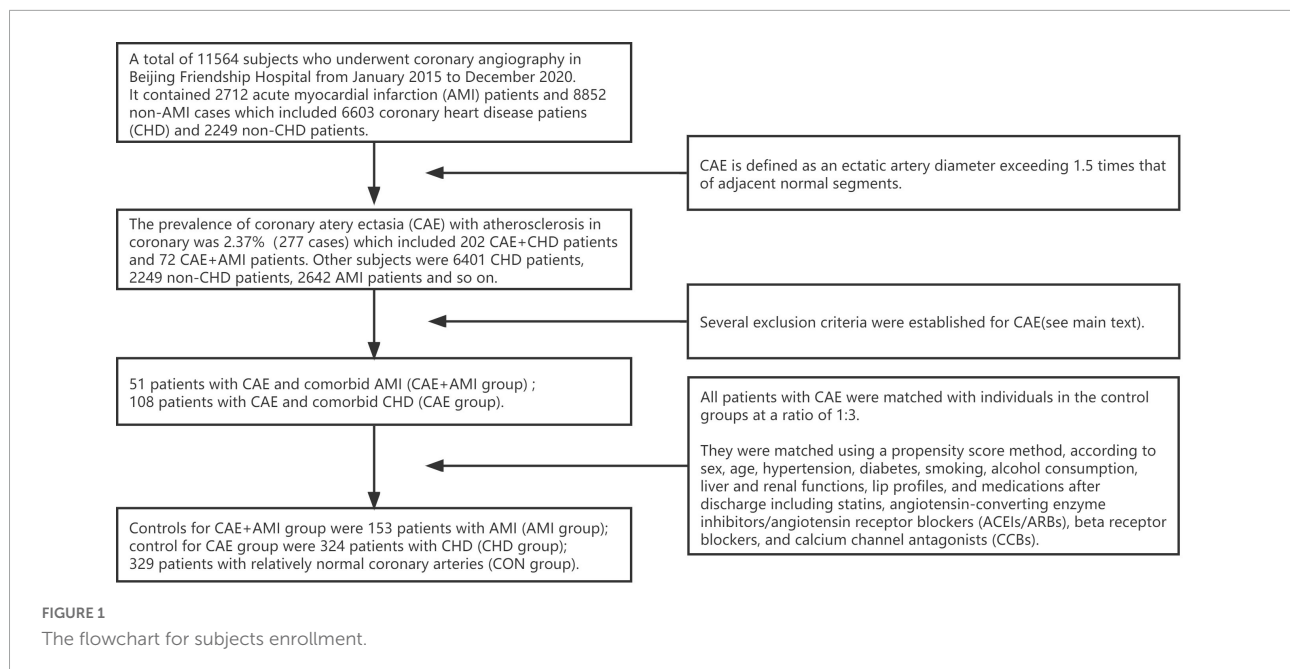 A total of 11564 subjects who underwent coronary angiography in
Beijing Friendship Hospital from January 2015 to December 2020.
It contained 2712 acute myocardial infarction (AMI) patients and 8852
non-AMI cases which included 6603 coronary heart disease patiens
(CHD) and 2249 non-CHD patients.
CAE is defined as an ectatic artery diameter exceeding 1.5 times that
of adjacent normal segments.
The prevalence of coronary atery ectasia (CAE) with atherosclerosis in
coronary was 2.37% (277 cases) which included 202 CAE+CHD patients
and 72 CAE+AMI patients. Other subjects were 6401 CHD patients,
2249 non-CHD patients, 2642 AMI patients and so on.
Several exclusion criteria were established for CAE(see main text).
51 patients with CAE and comorbid AMI (CAE+AMI group) ;
108 patients with CAE and comorbid CHD (CAE group).
All patients with CAE were matched with individuals in the control
groups at a ratio of 1:3.
They were matched using a propensity score method, according to
sex, age, hypertension, diabetes, smoking, alcohol consumption,
liver and renal functions, lip profiles, and medications after
discharge including statins, angiotensin-converting enzyme
inhibitors/angiotensin receptor blockers (ACEIs/ARBs), beta receptor
blockers, and calcium channel antagonists (CCBs).
Controls for CAE+AMI group were 153 patients with AMI (AMI group);
control for CAE group were 324 patients with CHD (CHD group);
329 patients with relatively normal coronary arteries (CON group).
FIGURE 1
The flowchart for subjects enrollment.